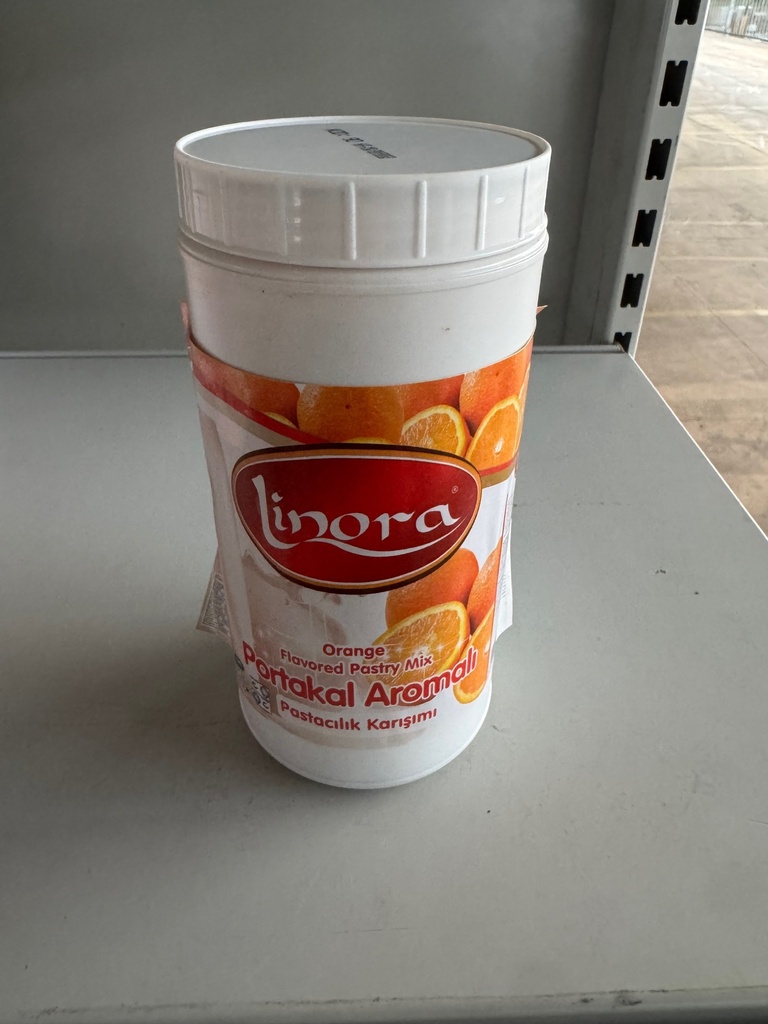 Linora
Orange
Flavored Pastry Mix
Portakal Aromalı
Pastacılık Karışımı